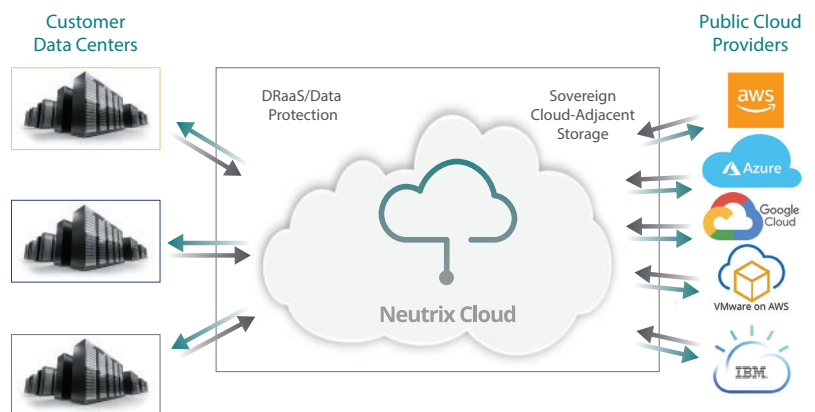 Customer
Data Centers
Public Cloud
Providers
DRaaS/Data
Protection
Sovereign
Cloud-Adjacent
Storage
aws
Azure
Google
Cloud
VMware on AWS
IBM
Neutrix Cloud